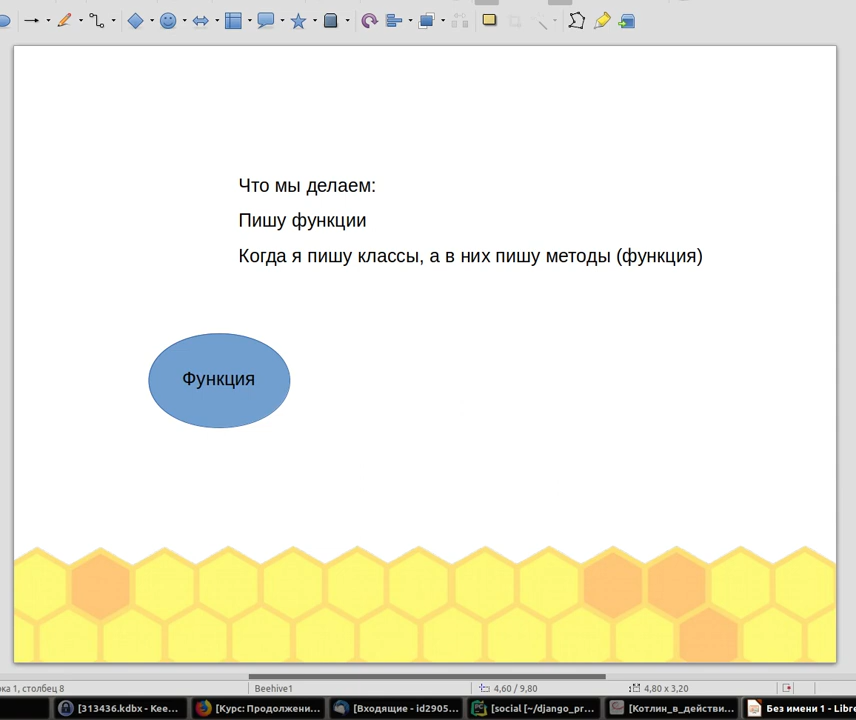 Что мы делаем:
Пишу функции
Когда я пишу классы, а в них пишу методы (функция)
Функция
ка 1, столбец 8
Beehive1
4,60 / 9,80
4,80 x 3,20
[313436.kdbx - Kee...
[Курс: Продолжени...
[Входящие - id2905...
[social [~/django_pr...
[Котлин_в_действи...
Без имени 1 - Libre